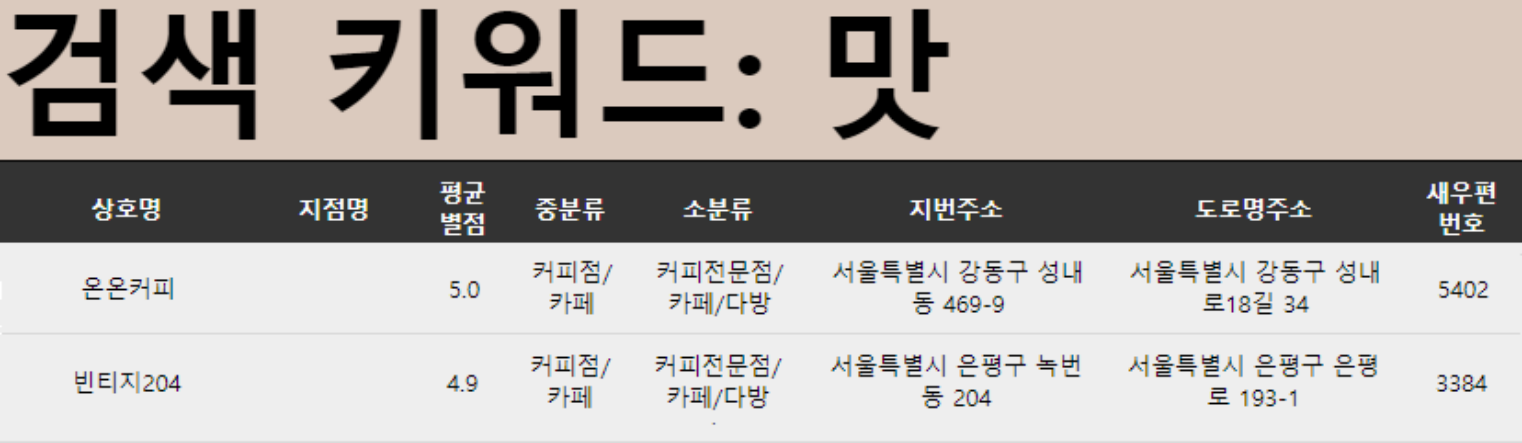 검색 키워드: 맛
상호명 지점명 평균 별점 중분류 소분류 지번주소 도로명주소 새우편 번호
온온커피 5.0 커피점/ 카페 커피전문점/ 카페/다방 서울특별시 강동구 성내 동 469-9 서울특별시 강동구 성내 로18길 34 5402
빈티지204 4.9 커피점/ 카페 커피전문점/ 카페/다방 서울특별시 은평구 녹번 동 204 서울특별시 은평구 은평 로 193-1 3384